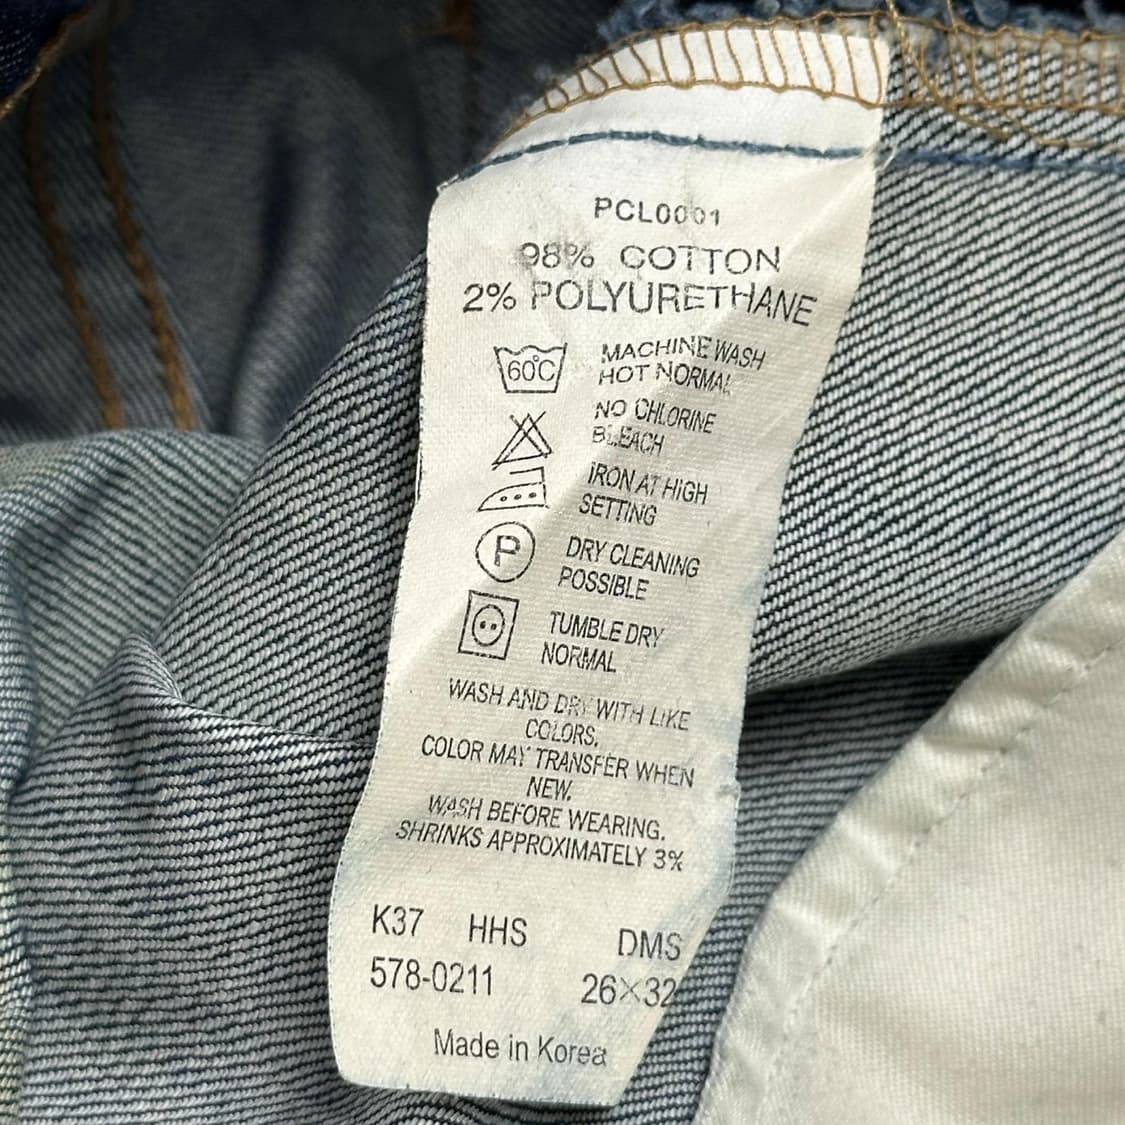 PCL0001
98% COTTON
2% POLYURETHANE
60°C MACHINE WASH
HOT NORMAL
NO CHLORINE
BLEACH
IRON AT HIGH
SETTING
P DRY CLEANING
POSSIBLE
TUMBLE DRY
NORMAL
WASH AND DRY WITH LIKE
COLORS.
COLOR MAY TRANSFER WHEN
NEW.
WASH BEFORE WEARING.
SHRINKS APPROXIMATELY 3%
K37 HHS DMS
578-0211 26×32
Made in Korea